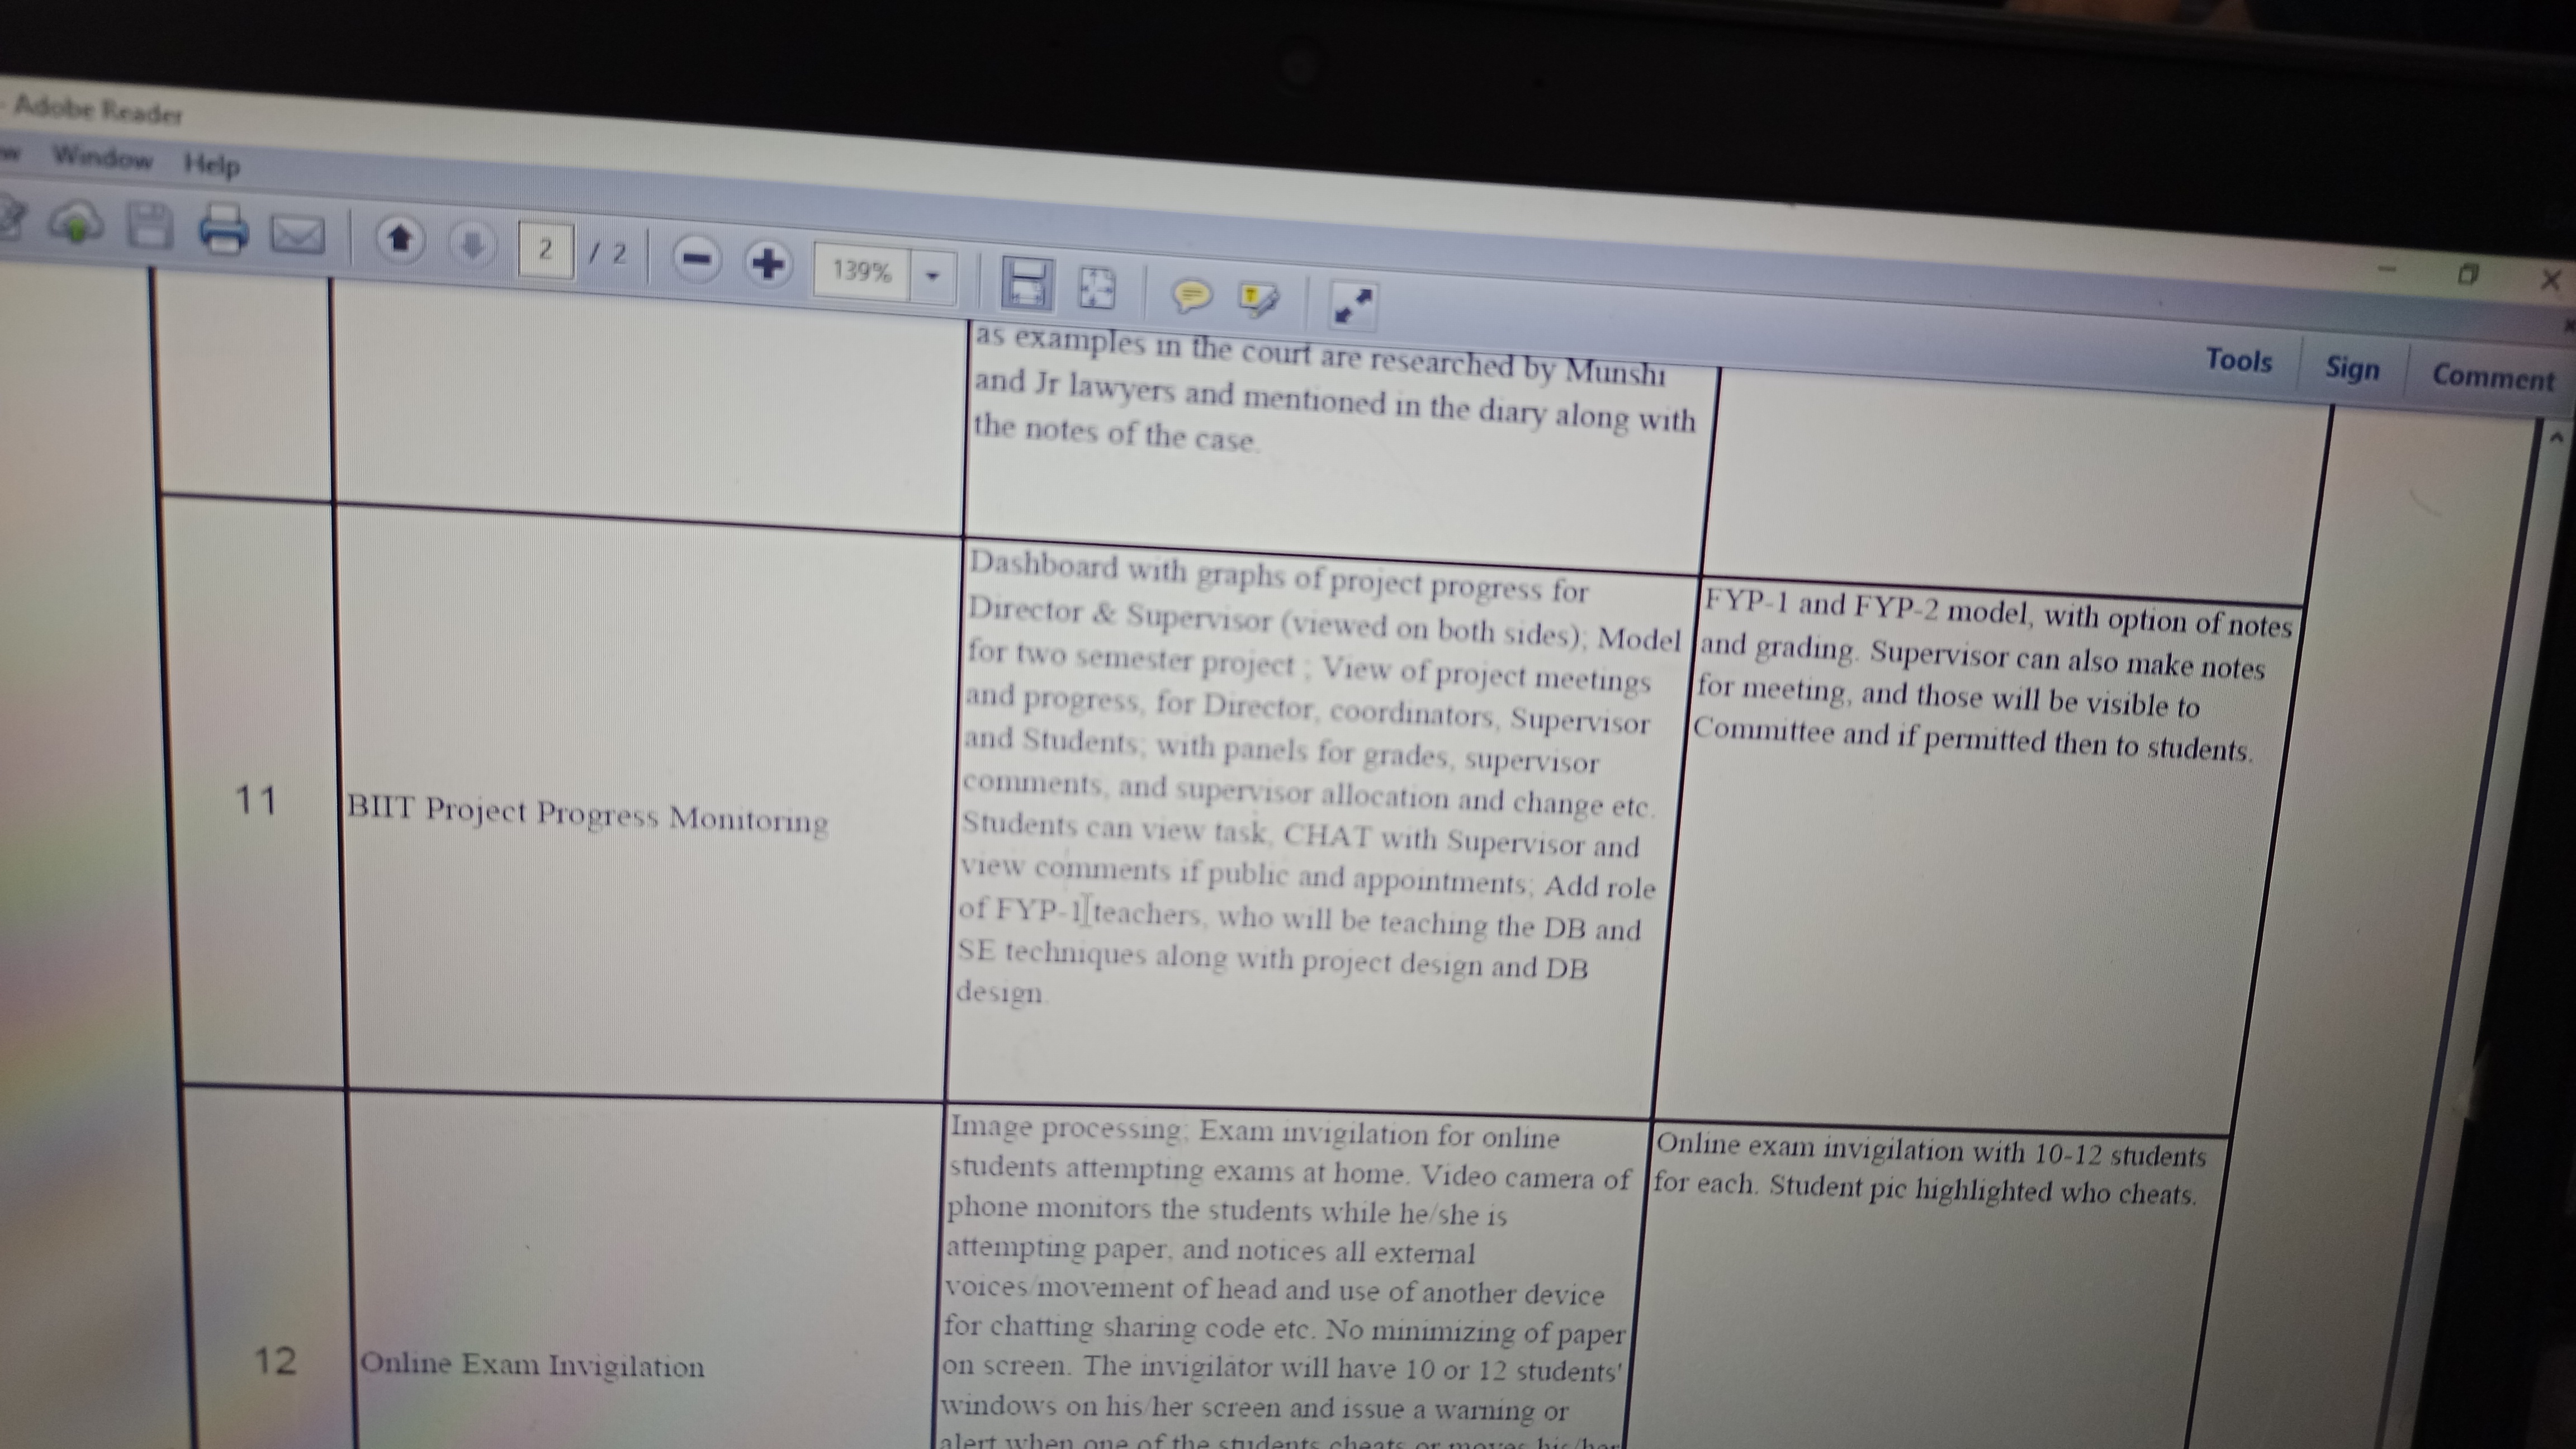 - Adobe Reader
Window Help
2 / 2 139%
Tools Sign Comment
as examples in the court are researched by Munshi
and Jr lawyers and mentioned in the diary along with
the notes of the case.
11
BIIT Project Progress Monitoring
Dashboard with graphs of project progress for
Director & Supervisor (viewed on both sides); Model
for two semester project ; View of project meetings
and progress, for Director, coordinators, Supervisor
and Students; with panels for grades, supervisor
comments, and supervisor allocation and change etc.
Students can view task, CHAT with Supervisor and
view comments if public and appointments; Add role
of FYP-1 teachers, who will be teaching the DB and
SE techniques along with project design and DB
design.
FYP-1 and FYP-2 model, with option of notes
and grading. Supervisor can also make notes
for meeting, and those will be visible to
Committee and if permitted then to students.
12
Online Exam Invigilation
Image processing; Exam invigilation for online
students attempting exams at home. Video camera of
phone monitors the students while he/she is
attempting paper, and notices all external
voices/movement of head and use of another device
for chatting sharing code etc. No minimizing of paper
on screen. The invigilator will have 10 or 12 students'
windows on his/her screen and issue a warning or
alert when one of the students cheats or moves his/her
Online exam invigilation with 10-12 students
for each. Student pic highlighted who cheats.